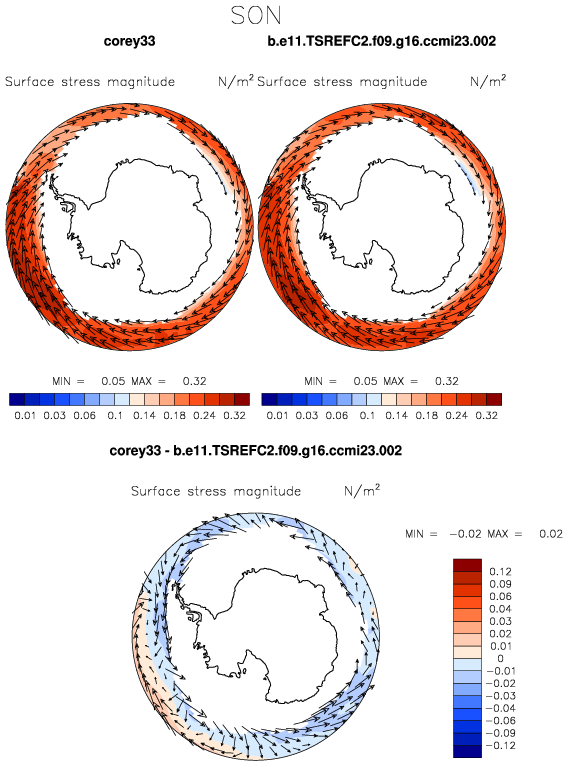 SON
corey33 b.e11.TSREFC2.f09.g16.ccmi23.002
Surface stress magnitude N/m² Surface stress magnitude N/m²
MIN = 0.05 MAX = 0.32 MIN = 0.05 MAX = 0.32
0.01 0.03 0.06 0.1 0.14 0.18 0.24 0.32 0.01 0.03 0.06 0.1 0.14 0.18 0.24 0.32
corey33 - b.e11.TSREFC2.f09.g16.ccmi23.002
Surface stress magnitude N/m²
MIN = -0.02 MAX = 0.02
0.12
0.09
0.06
0.04
0.03
0.02
0.01
0
-0.01
-0.02
-0.03
-0.04
-0.06
-0.09
-0.12